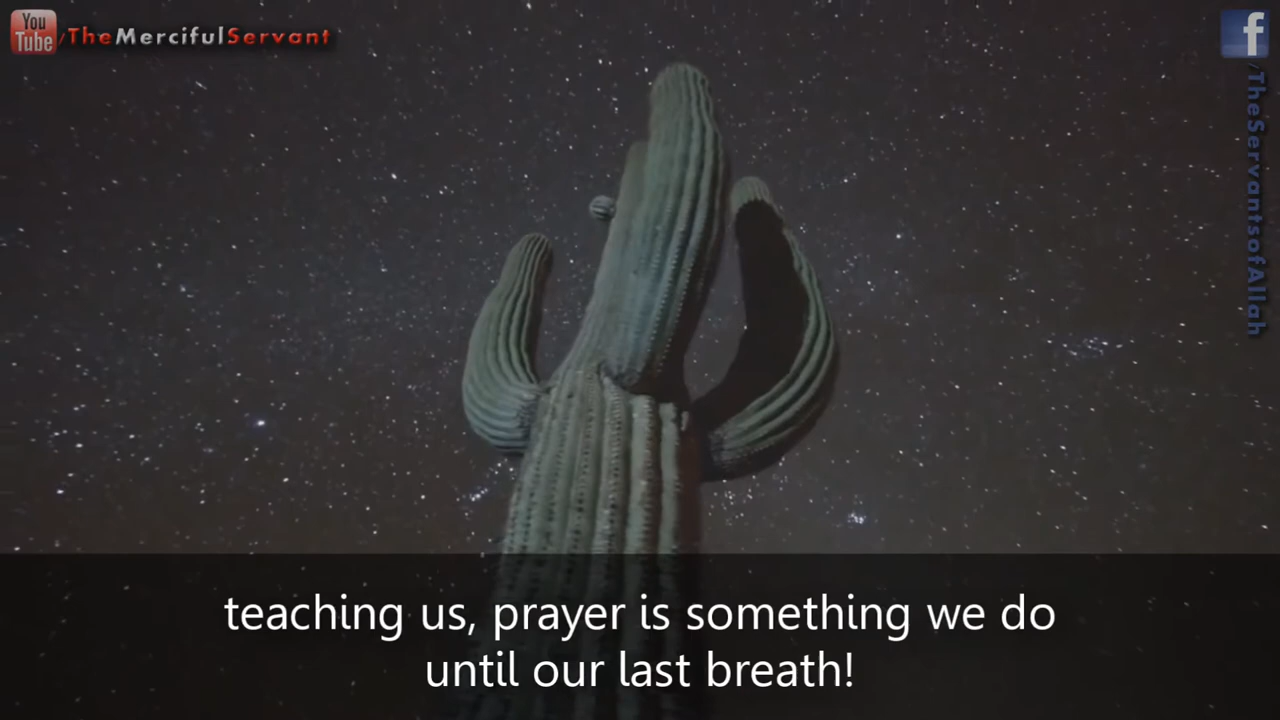 You
Tube /TheMercifulServant
f
/TheServantsofAllah
teaching us, prayer is something we do
until our last breath!